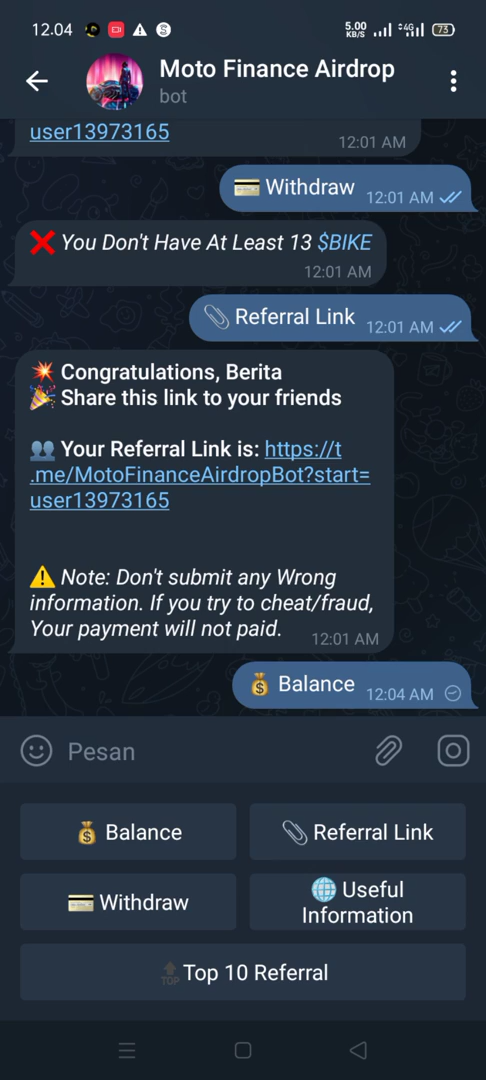 12.04
5.00
KB/S
4G
73
Moto Finance Airdrop
bot
user13973165
12:01 AM
💳 Withdraw 12:01 AM
❌ You Don't Have At Least 13 $BIKE
12:01 AM
📎 Referral Link 12:01 AM
💥 Congratulations, Berita
🎉 Share this link to your friends
👥 Your Referral Link is: https://t
.me/MotoFinanceAirdropBot?start=
user13973165
⚠️ Note: Don't submit any Wrong
information. If you try to cheat/fraud,
Your payment will not paid. 12:01 AM
💰 Balance 12:04 AM
Pesan
💰 Balance
📎 Referral Link
💳 Withdraw
🌐 Useful
Information
🔝 Top 10 Referral